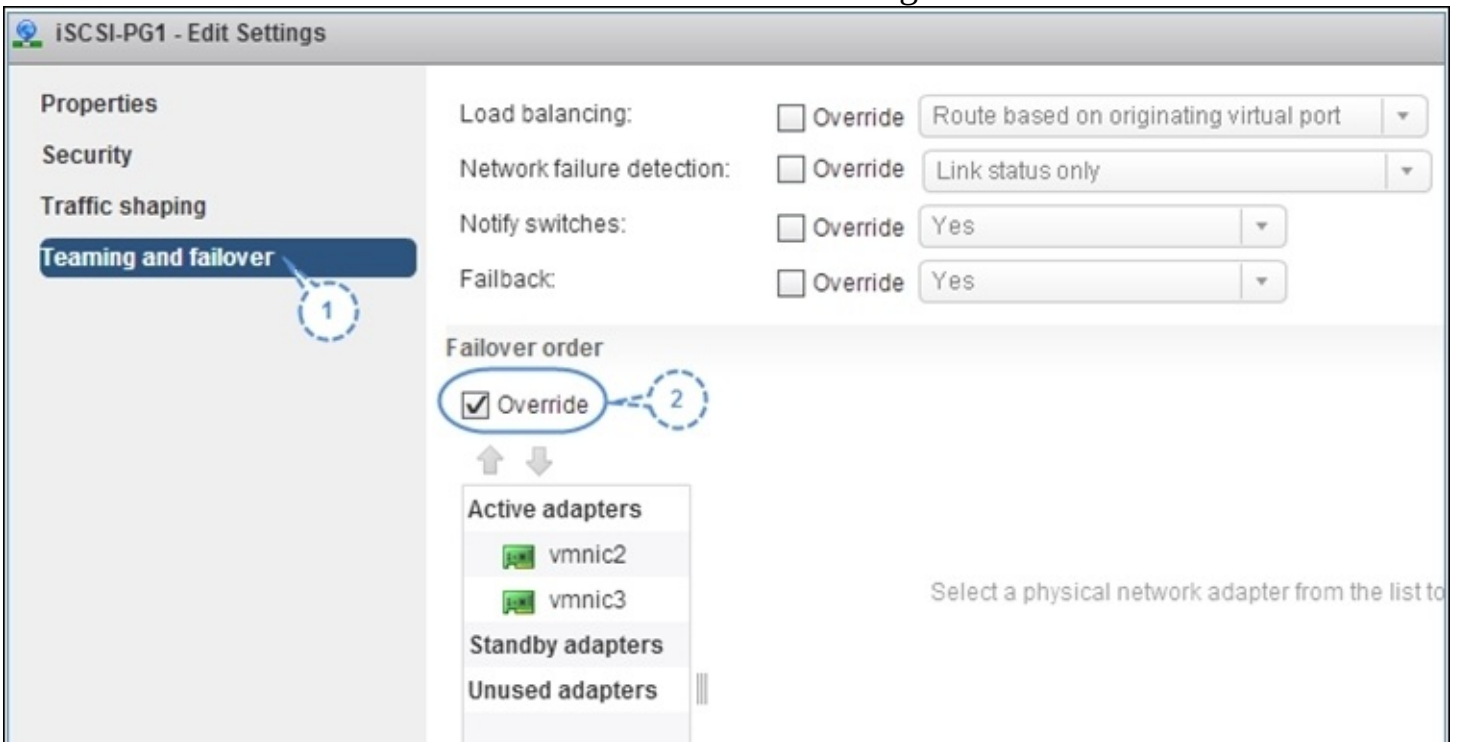 iSCSI-PG1 - Edit Settings
Properties
Security
Traffic shaping
Teaming and failover
1
Load balancing: Override Route based on originating virtual port
Network failure detection: Override Link status only
Notify switches: Override Yes
Failback: Override Yes
Failover order
Override 2
Active adapters
vmnic2
vmnic3
Standby adapters
Unused adapters
Select a physical network adapter from the list to